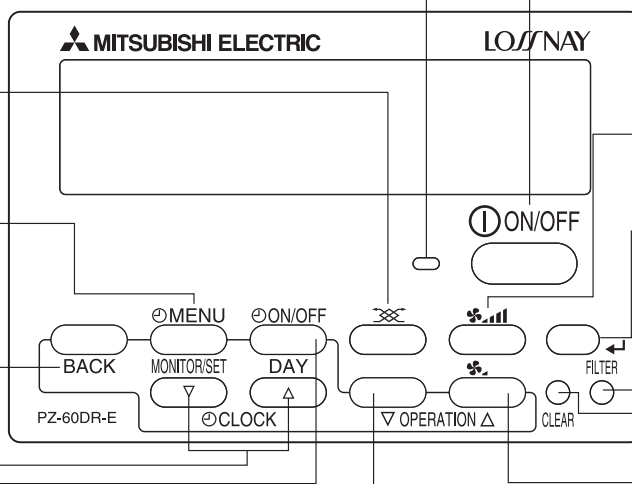 MITSUBISHI ELECTRIC LOSSNAY
ON/OFF
MENU ON/OFF
BACK MONITOR/SET DAY FILTER
PZ-60DR-E CLOCK ▽ OPERATION △ CLEAR